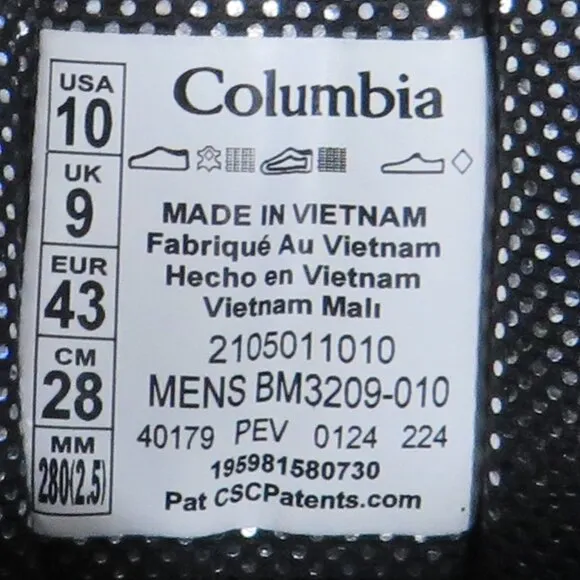 USA
10
UK
9
EUR
43
CM
28
MM
280(2.5)
Columbia
MADE IN VIETNAM
Fabriqué Au Vietnam
Hecho en Vietnam
Vietnam Malı
2105011010
MENS BM3209-010
40179 PEV 0124 224
195981580730
Pat CSCPatents.com